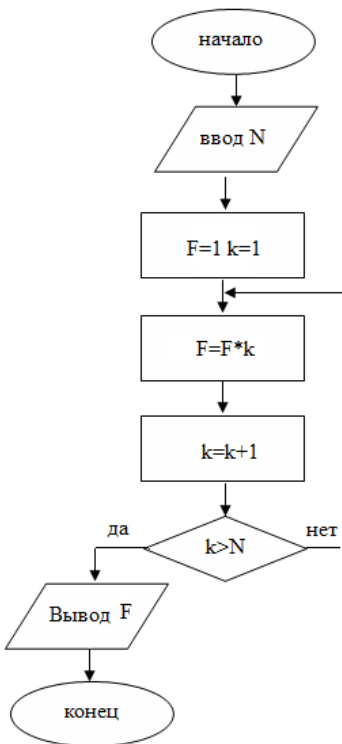 начало
ввод N
F=1 k=1
F=F*k
k=k+1
да
нет
k>N
Вывод F
конец